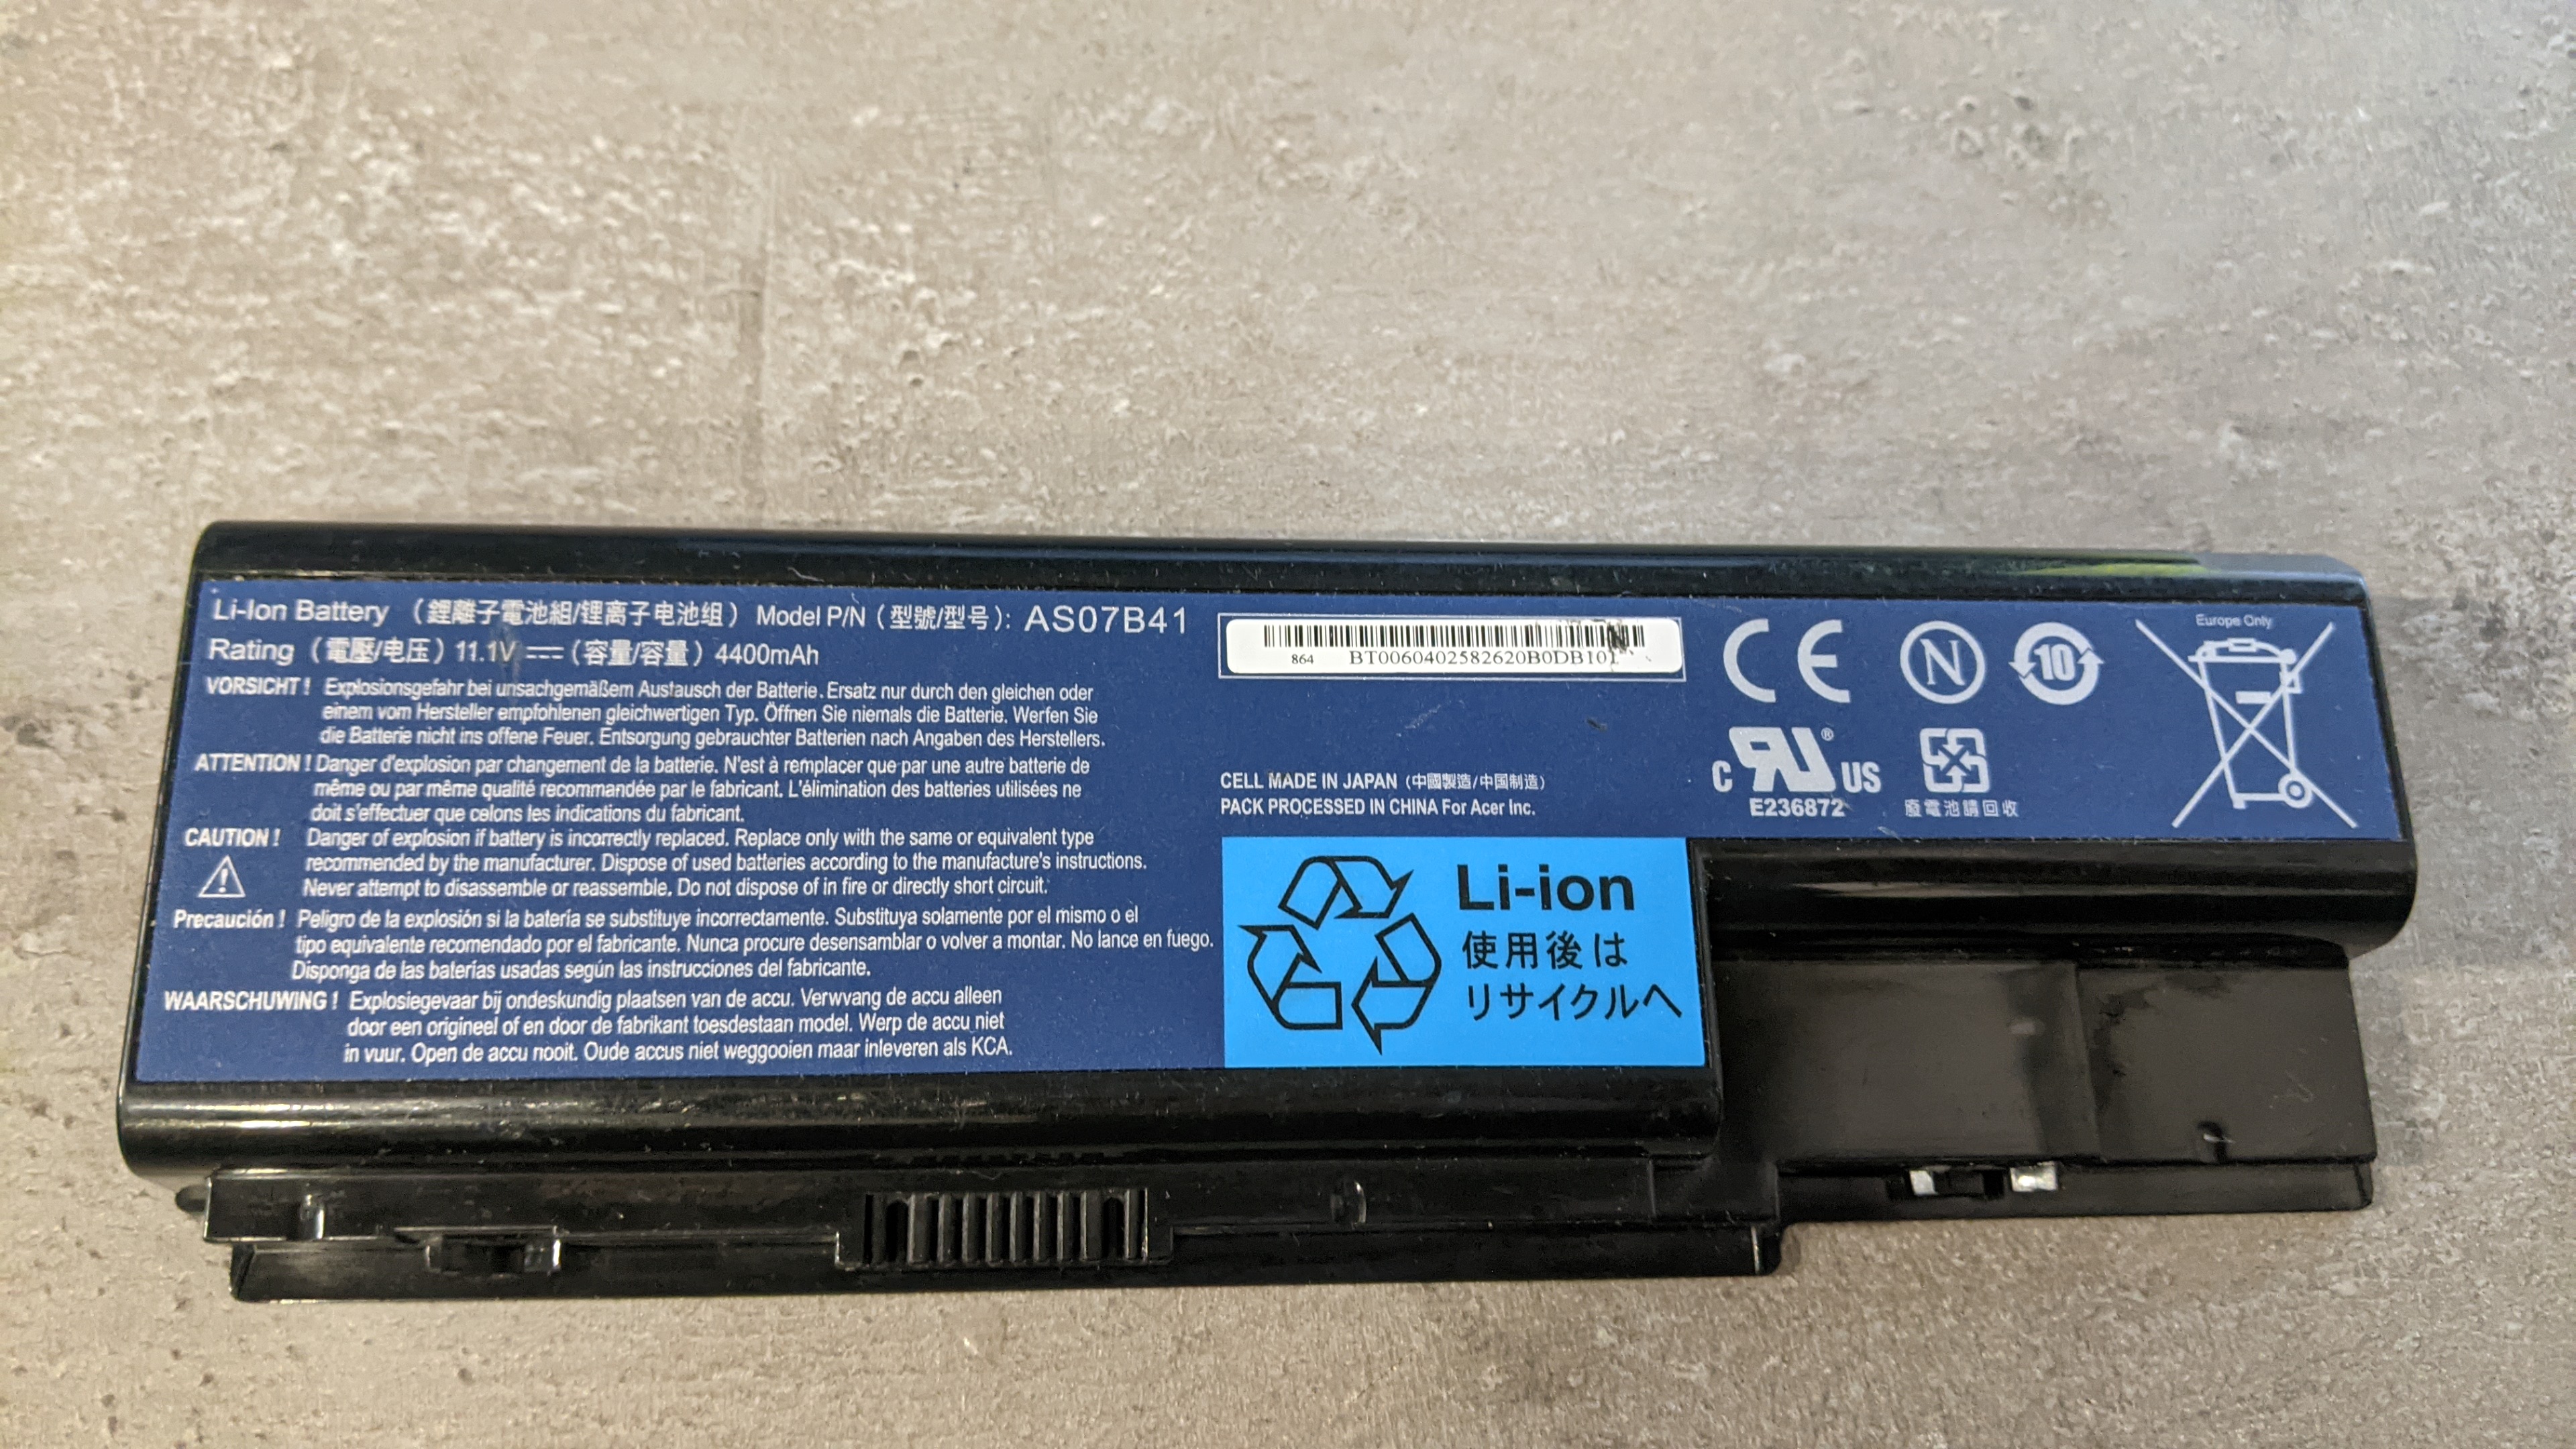 Li-Ion Battery （鋰離子電池組/锂离子电池组） Model P/N（型號/型号）: AS07B41
Rating（電壓/电压）11.1V ⎓（容量/容量）4400mAh
VORSICHT ! Explosionsgefahr bei unsachgemäßem Austausch der Batterie. Ersatz nur durch den gleichen oder
einem vom Hersteller empfohlenen gleichwertigen Typ. Öffnen Sie niemals die Batterie. Werfen Sie
die Batterie nicht ins offene Feuer. Entsorgung gebrauchter Batterien nach Angaben des Herstellers.
ATTENTION ! Danger d'explosion par changement de la batterie. N'est à remplacer que par une autre batterie de
même ou par même qualité recommandée par le fabricant. L'élimination des batteries utilisées ne
doit s'effectuer que celons les indications du fabricant.
CAUTION ! Danger of explosion if battery is incorrectly replaced. Replace only with the same or equivalent type
recommended by the manufacturer. Dispose of used batteries according to the manufacture's instructions.
Never attempt to disassemble or reassemble. Do not dispose of in fire or directly short circuit.
Precaución ! Peligro de la explosión si la batería se substituye incorrectamente. Substituya solamente por el mismo o el
tipo equivalente recomendado por el fabricante. Nunca procure desensamblar o volver a montar. No lance en fuego.
Disponga de las baterías usadas según las instrucciones del fabricante.
WAARSCHUWING ! Explosiegevaar bij ondeskundig plaatsen van de accu. Verwvang de accu alleen
door een origineel of en door de fabrikant toesdestaan model. Werp de accu niet
in vuur. Open de accu nooit. Oude accus niet weggooien maar inleveren als KCA.
864 BT0060402582620B0DB101
CELL MADE IN JAPAN（中國製造/中国制造）
PACK PROCESSED IN CHINA For Acer Inc.
Li-ion
使用後は
リサイクルへ
CE N 10
Europe Only
C RU® US
E236872
廢電池請回收